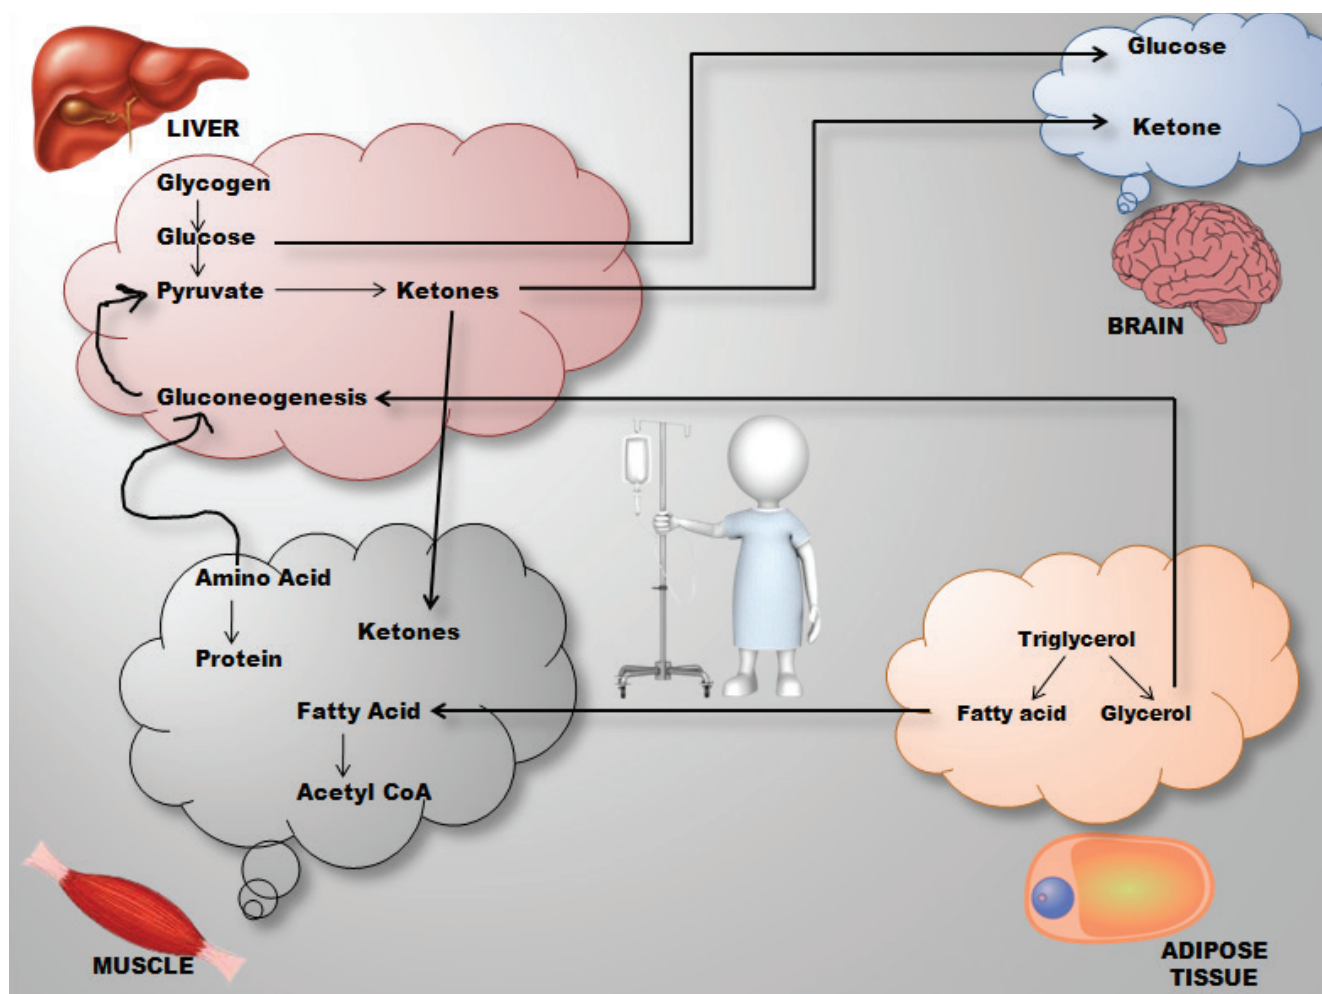 LIVER
Glycogen
Glucose
Pyruvate
Ketones
Gluconeogenesis
Glucose
Ketone
BRAIN
Amino Acid
Protein
Ketones
Fatty Acid
Acetyl CoA
MUSCLE
Triglycerol
Fatty acid
Glycerol
ADIPOSE
TISSUE